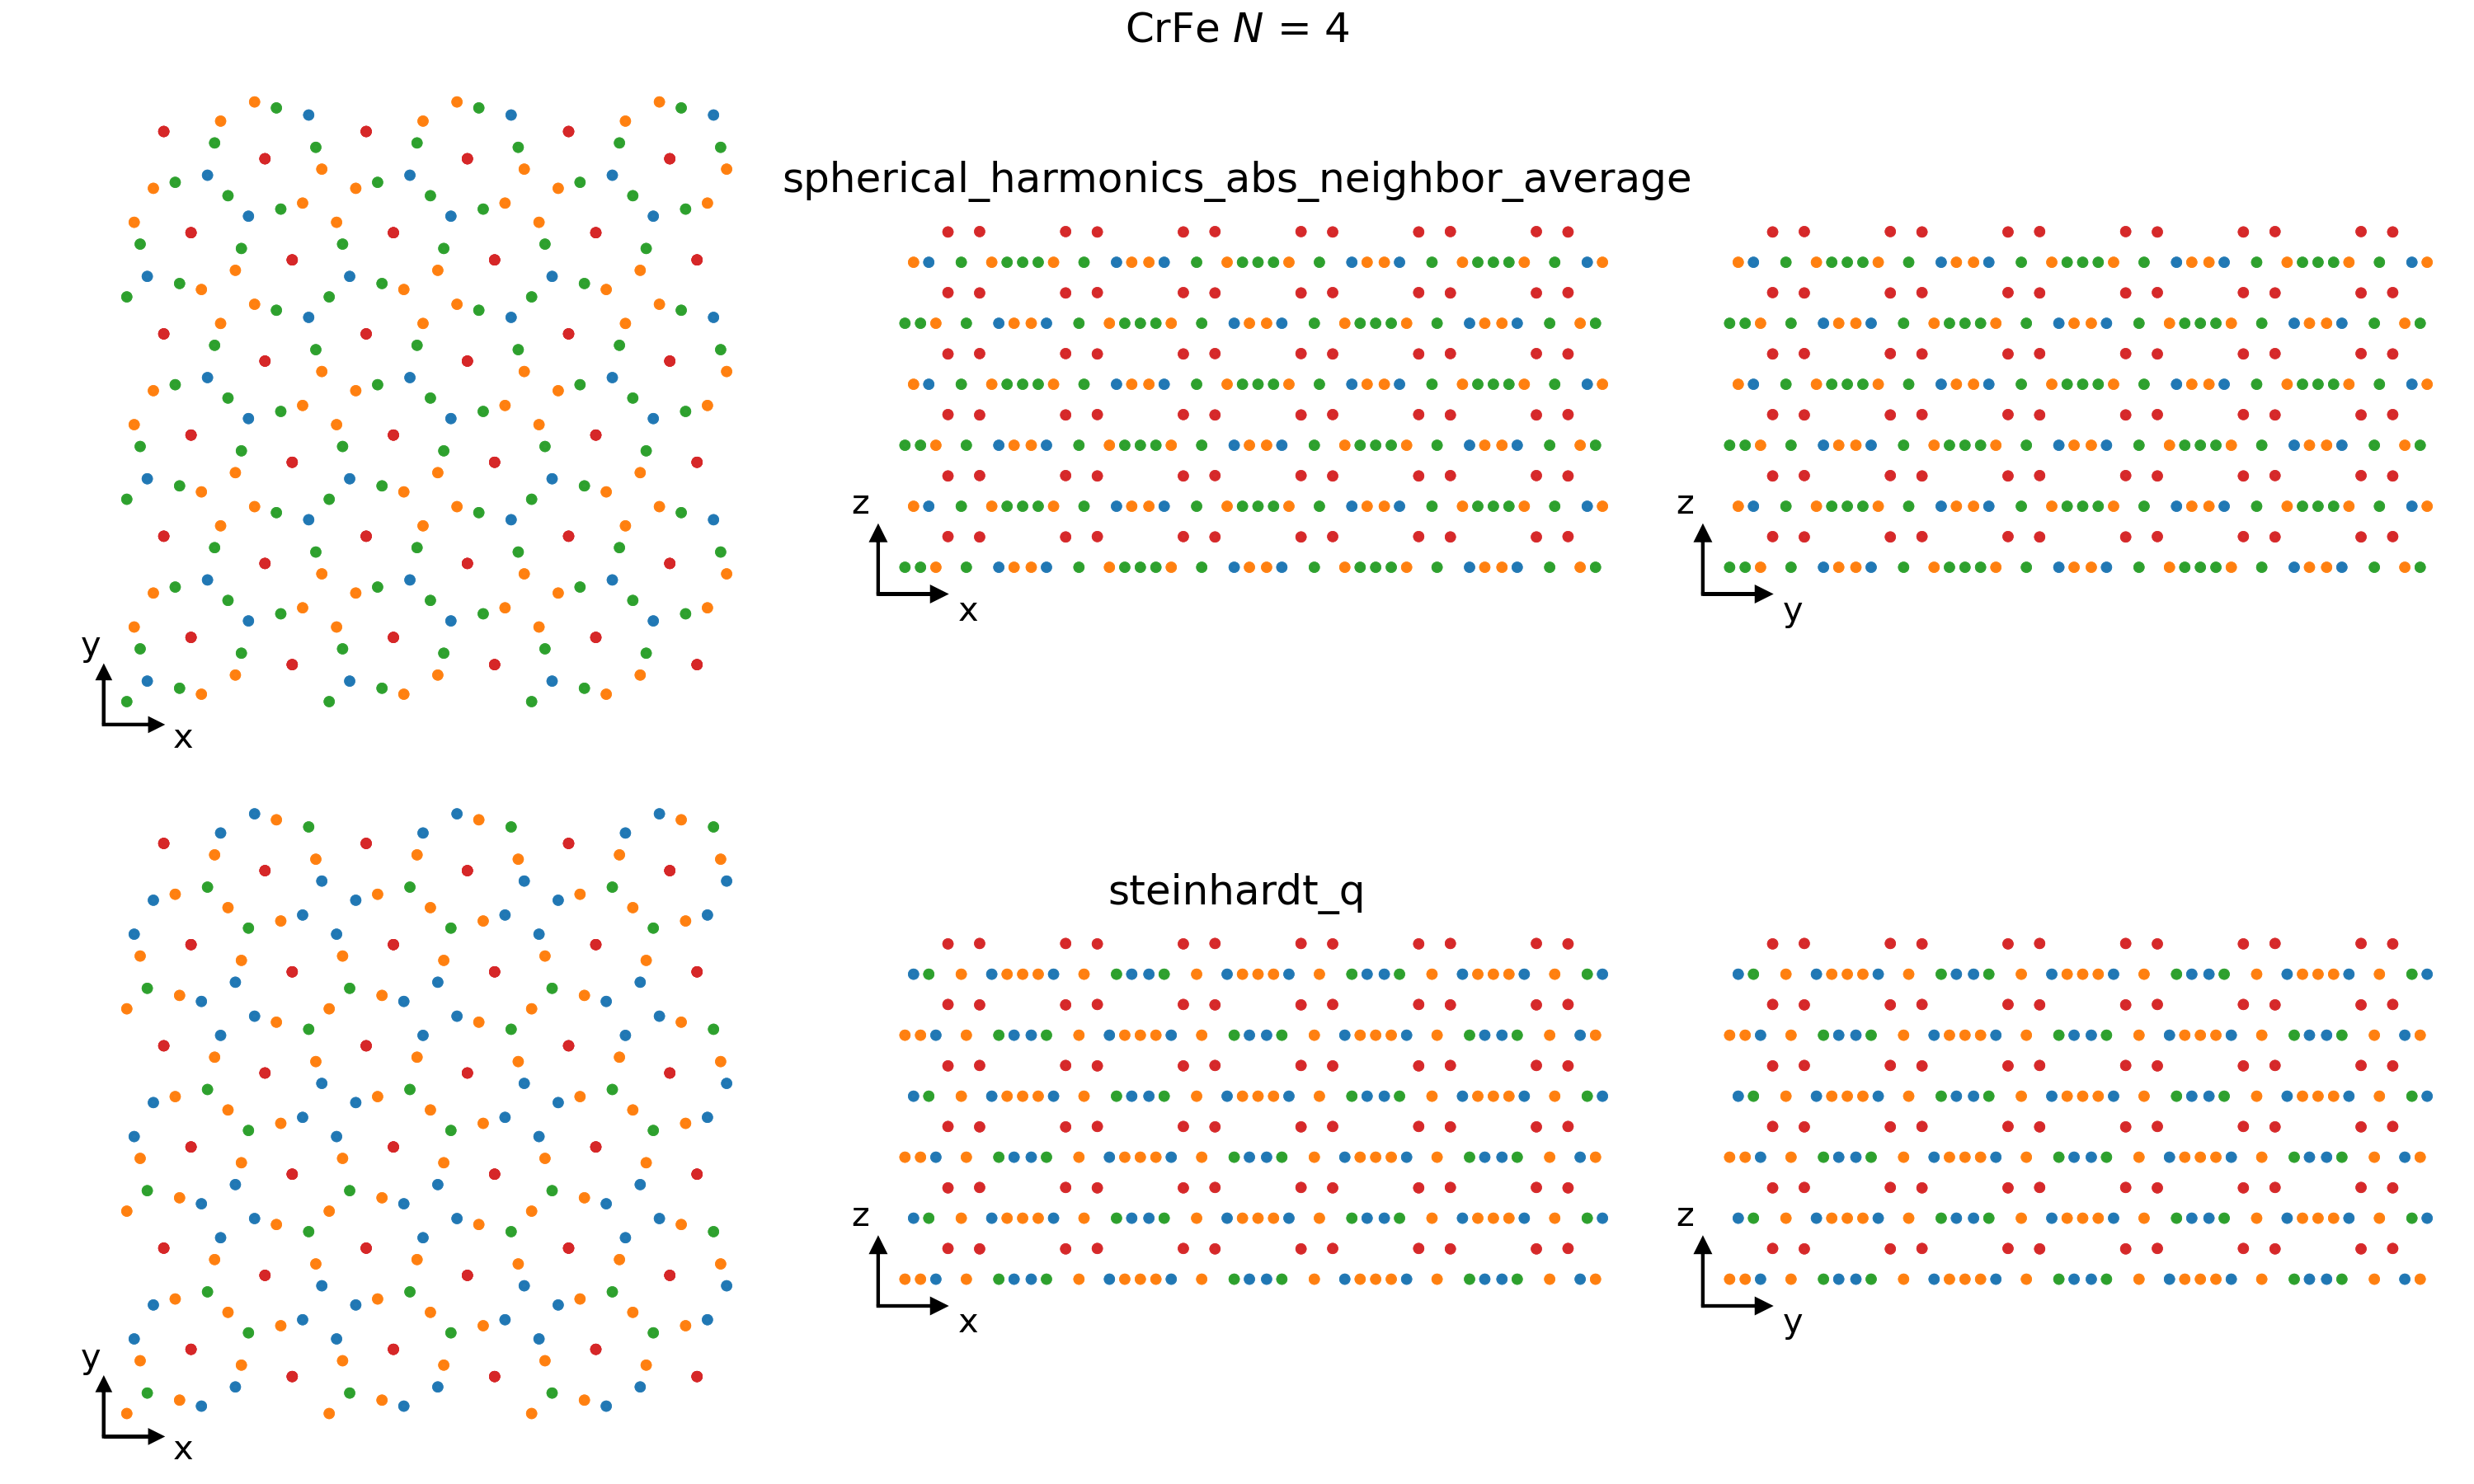 CrFe N = 4
spherical_harmonics_abs_neighbor_average
z
x
z
y
y
x
steinhardt_q
z
x
z
y
y
x